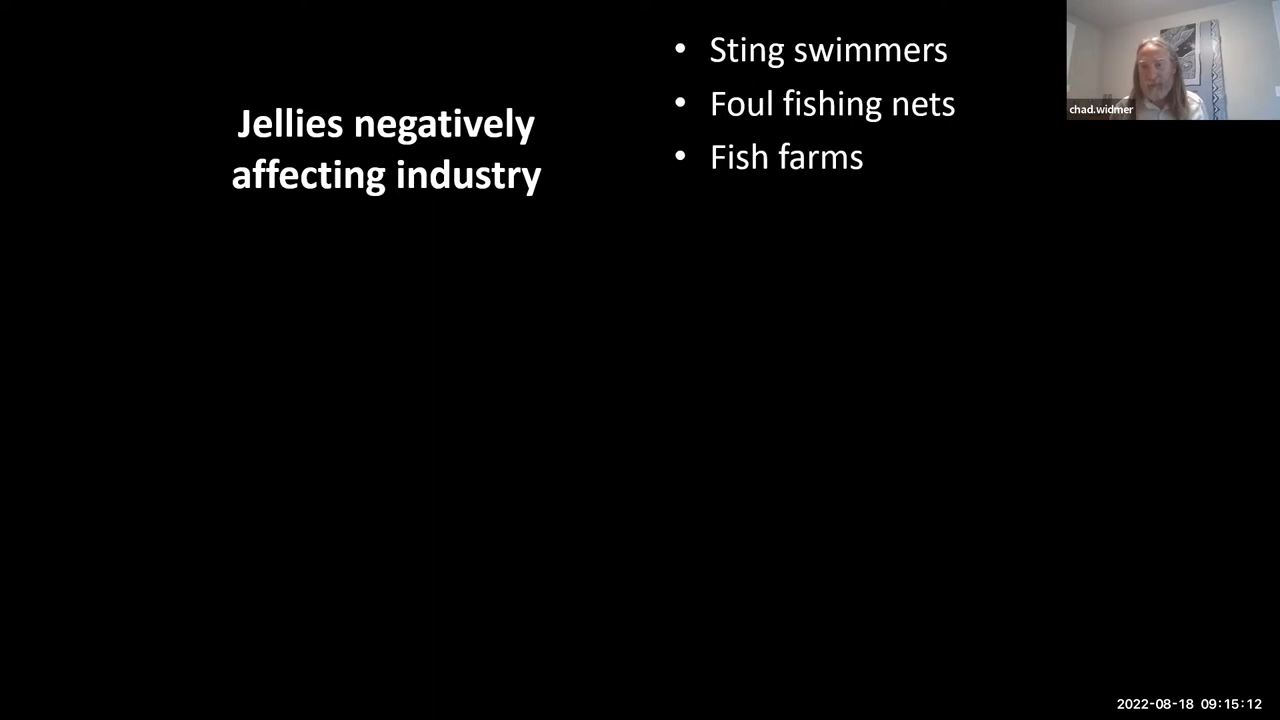 Jellies negatively
affecting industry
• Sting swimmers
• Foul fishing nets
• Fish farms
chad.widmer
2022-08-18 09:15:12